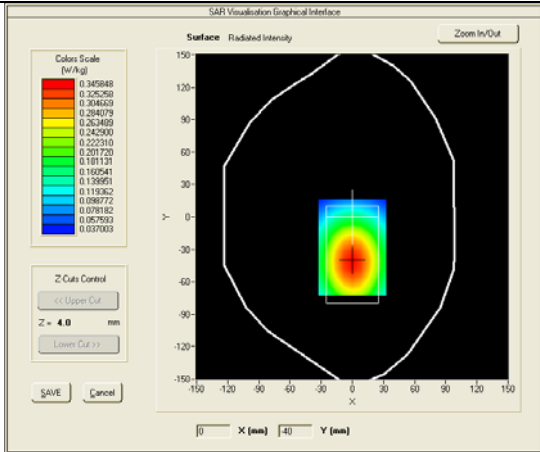 SAR Visualisation Graphical Interface
Surface Radiated Intensity
Zoom In/Out
Colors Scale
(W/kg)
0.345848
0.325258
0.304669
0.284079
0.263489
0.242900
0.222310
0.201720
0.181131
0.160541
0.139951
0.119362
0.098772
0.078182
0.057593
0.037003
150
120
90
60
30
0
-30
-60
-90
-120
-150
Y
-150 -120 -90 -60 -30 0 30 60 90 120 150
X
Z Cuts Control
<< Upper Cut
Z = 4.0 mm
Lower Cut >>
SAVE Cancel
0 X (mm) -40 Y (mm)